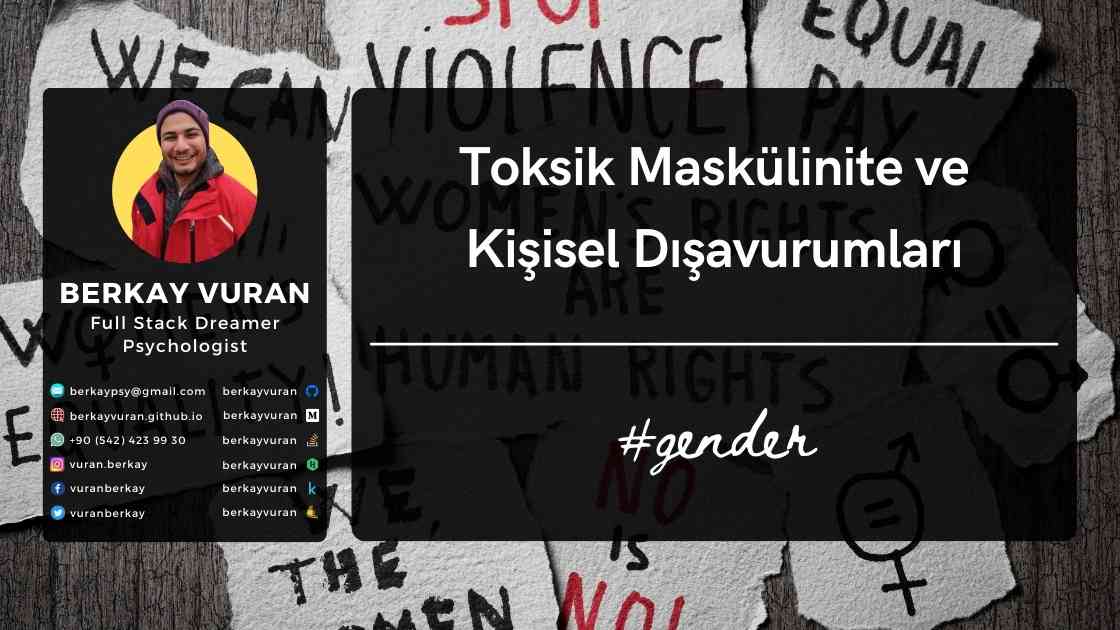 STOP
EQUAL
PAY
WE CAN
VIOLENCE
WOMEN'S RIGHTS
ARE
HUMAN RIGHTS
NO
IS
NO!
THE
BERKAY VURAN
Full Stack Dreamer
Psychologist
berkaypsy@gmail.com
berkayvuran.github.io
+90 (542) 423 99 30
vuran.berkay
vuranberkay
vuranberkay
berkayvuran
berkayvuran
M
berkayvuran
berkayvuran
berkayvuran
k
berkayvuran
Toksik Maskülinite ve
Kişisel Dışavurumları
#gender